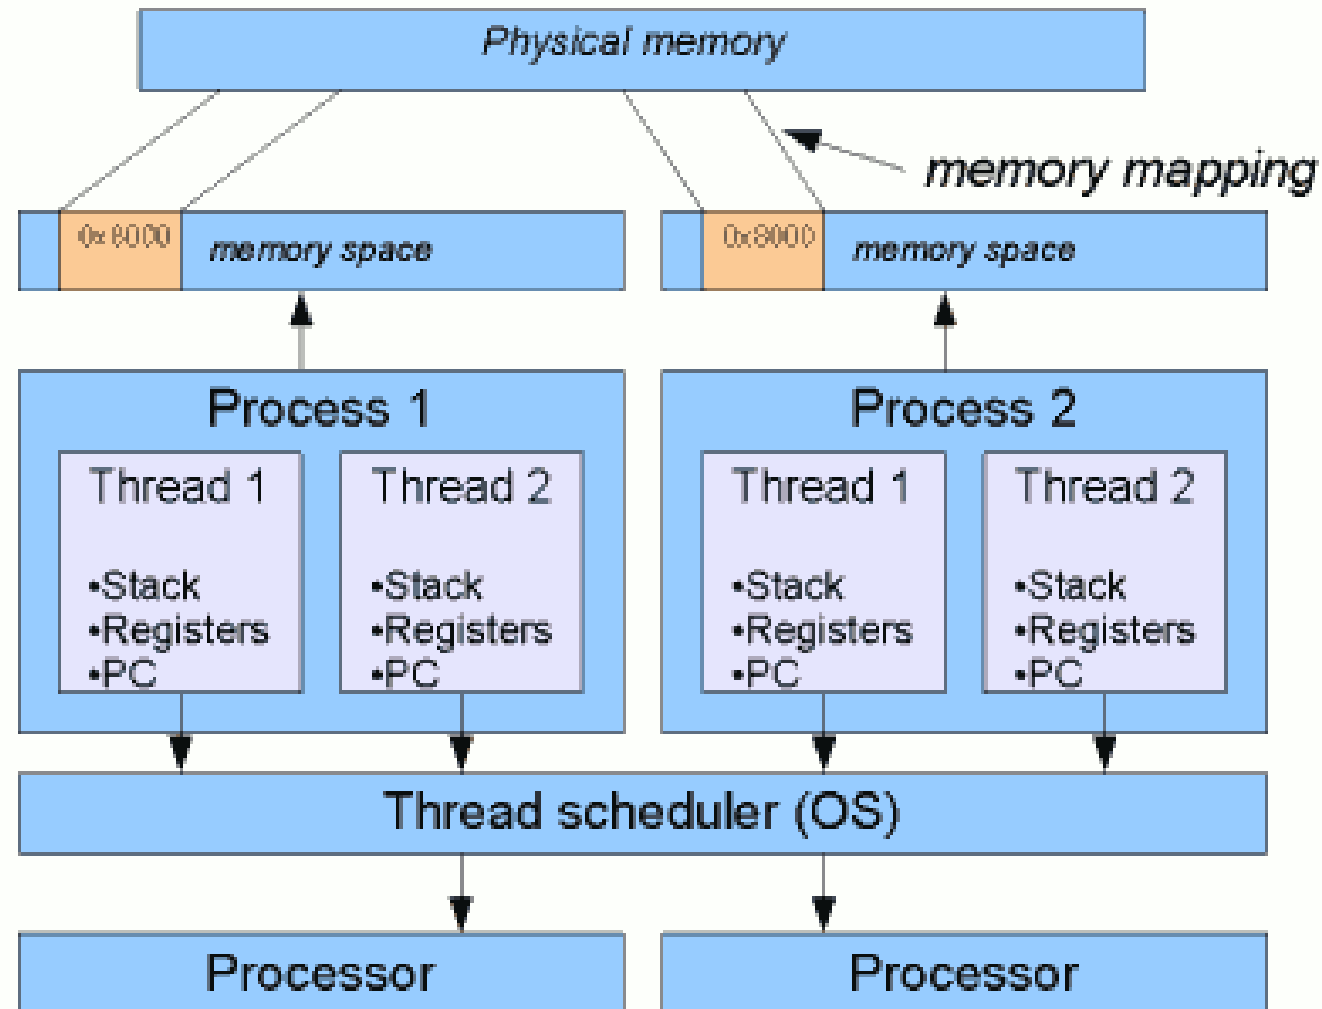 Physical memory
memory mapping
0x8000 memory space
0x8000 memory space
Process 1
Thread 1
•Stack
•Registers
•PC
Thread 2
•Stack
•Registers
•PC
Process 2
Thread 1
•Stack
•Registers
•PC
Thread 2
•Stack
•Registers
•PC
Thread scheduler (OS)
Processor
Processor